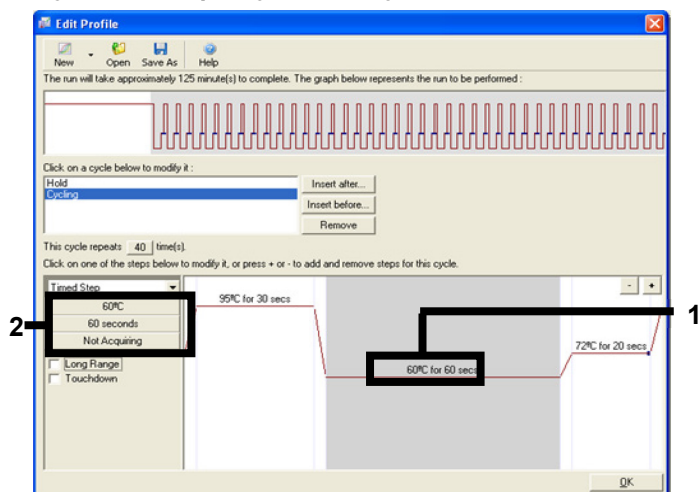 Edit Profile
New Open Save As Help
The run will take approximately 125 minute(s) to complete. The graph below represents the run to be performed :
Click on a cycle below to modify it :
Hold
Cycling
Insert after...
Insert before...
Remove
This cycle repeats 40 time(s).
Click on one of the steps below to modify it, or press + or - to add and remove steps for this cycle.
Timed Step
- +
60ºC
60 seconds
Not Acquiring
Long Range
Touchdown
95ºC for 30 secs
60ºC for 60 secs
72ºC for 20 secs
1
2
OK